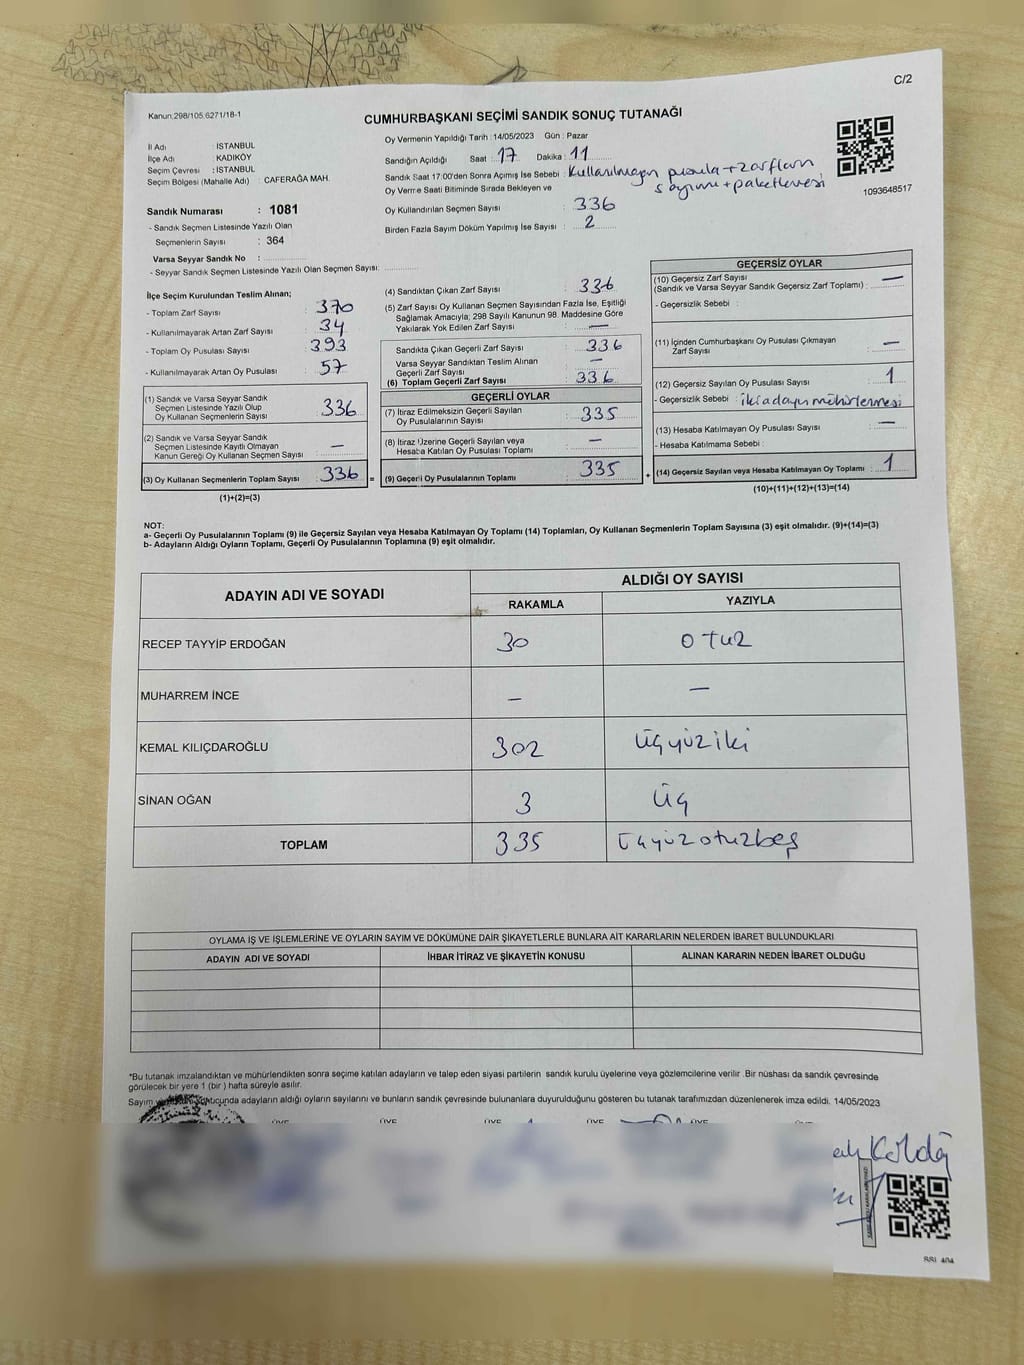 C/2
Kanun:298/105.6271/18-1
CUMHURBAŞKANI SEÇİMİ SANDIK SONUÇ TUTANAĞI
İl Adı : İSTANBUL
İlçe Adı : KADIKÖY
Seçim Çevresi : İSTANBUL
Seçim Bölgesi (Mahalle Adı) : CAFERAĞA MAH.
Sandık Numarası : 1081
- Sandık Seçmen Listesinde Yazılı Olan
Seçmenlerin Sayısı : 364
Varsa Seyyar Sandık No :
- Seyyar Sandık Seçmen Listesinde Yazılı Olan Seçmen Sayısı:
Oy Vermenin Yapıldığı Tarih : 14/05/2023 Gün : Pazar
Sandığın Açıldığı Saat : 17 Dakika : 11
Sandık Saat 17:00'den Sonra Açımış İse Sebebi : Kullanılmayan pusula + zarfların
sayımı + paketlemesi
Oy Verme Saati Bitiminde Sırada Bekleyen ve
Oy Kullandırılan Seçmen Sayısı : 336
Birden Fazla Sayım Döküm Yapılmış İse Sayısı : 2
1093648517
İlçe Seçim Kurulundan Teslim Alınan;
- Toplam Zarf Sayısı : 370
- Kullanılmayarak Artan Zarf Sayısı : 34
- Toplam Oy Pusulası Sayısı : 393
- Kullanılmayarak Artan Oy Pusulası : 57
(1) Sandık ve Varsa Seyyar Sandık
Seçmen Listesinde Yazılı Olup
Oy Kullanan Seçmenlerin Sayısı : 336
(2) Sandık ve Varsa Seyyar Sandık
Seçmen Listesinde Kayıtlı Olmayan
Kanun Gereği Oy Kullanan Seçmen Sayısı : —
(3) Oy Kullanan Seçmenlerin Toplam Sayısı : 336 =
(1)+(2)=(3)
(4) Sandıktan Çıkan Zarf Sayısı : 336
(5) Zarf Sayısı Oy Kullanan Seçmen Sayısından Fazla İse, Eşitliği
Sağlamak Amacıyla; 298 Sayılı Kanunun 98. Maddesine Göre
Yakılarak Yok Edilen Zarf Sayısı : —
Sandıkta Çıkan Geçerli Zarf Sayısı : 336
Varsa Seyyar Sandıktan Teslim Alınan
Geçerli Zarf Sayısı : —
(6) Toplam Geçerli Zarf Sayısı : 336
GEÇERLİ OYLAR
(7) İtiraz Edilmeksizin Geçerli Sayılan
Oy Pusulalarının Sayısı : 335
(8) İtiraz Üzerine Geçerli Sayılan veya
Hesaba Katılan Oy Pusulası Toplamı : —
(9) Geçerli Oy Pusulalarının Toplamı : 335 +
GEÇERSİZ OYLAR
(10) Geçersiz Zarf Sayısı
(Sandık ve Varsa Seyyar Sandık Geçersiz Zarf Toplamı) : —
- Geçersizlik Sebebi :
(11) İçinden Cumhurbaşkanı Oy Pusulası Çıkmayan
Zarf Sayısı : —
(12) Geçersiz Sayılan Oy Pusulası Sayısı : 1
- Geçersizlik Sebebi : iki adayın mühürlenmesi
(13) Hesaba Katılmayan Oy Pusulası Sayısı : —
- Hesaba Katılmama Sebebi :
(14) Geçersiz Sayılan veya Hesaba Katılmayan Oy Toplamı : 1
(10)+(11)+(12)+(13)=(14)
NOT:
a- Geçerli Oy Pusulalarının Toplamı (9) ile Geçersiz Sayılan veya Hesaba Katılmayan Oy Toplamı (14) Toplamları, Oy Kullanan Seçmenlerin Toplam Sayısına (3) eşit olmalıdır. (9)+(14)=(3)
b- Adayların Aldığı Oyların Toplamı, Geçerli Oy Pusulalarının Toplamına (9) eşit olmalıdır.
ADAYIN ADI VE SOYADI
ALDIĞI OY SAYISI
RAKAMLA YAZIYLA
RECEP TAYYİP ERDOĞAN 30 otuz
MUHARREM İNCE — —
KEMAL KILIÇDAROĞLU 302 üçyüziki
SİNAN OĞAN 3 üç
TOPLAM 335 üçyüzotuzbeş
OYLAMA İŞ VE İŞLEMLERİNE VE OYLARIN SAYIM VE DÖKÜMÜNE DAİR ŞİKAYETLERLE BUNLARA AİT KARARLARIN NELERDEN İBARET BULUNDUKLARI
ADAYIN ADI VE SOYADI İHBAR İTİRAZ VE ŞİKAYETİN KONUSU ALINAN KARARIN NEDEN İBARET OLDUĞU
*Bu tutanak imzalandıktan ve mühürlendikten sonra seçime katılan adayların ve talep eden siyasi partilerin sandık kurulu üyelerine veya gözlemcilerine verilir .Bir nüshası da sandık çevresinde
görülecek bir yere 1 (bir ) hafta süreyle asılır.
Sayım adayların aldığı oyların sayılarını ve bunların sandık çevresinde bulunanlara duyurulduğunu gösteren bu tutanak tarafımızdan düzenlenerek imza edildi. 14/05/2023
ÜYE ÜYE ÜYE ÜYE ÜYE